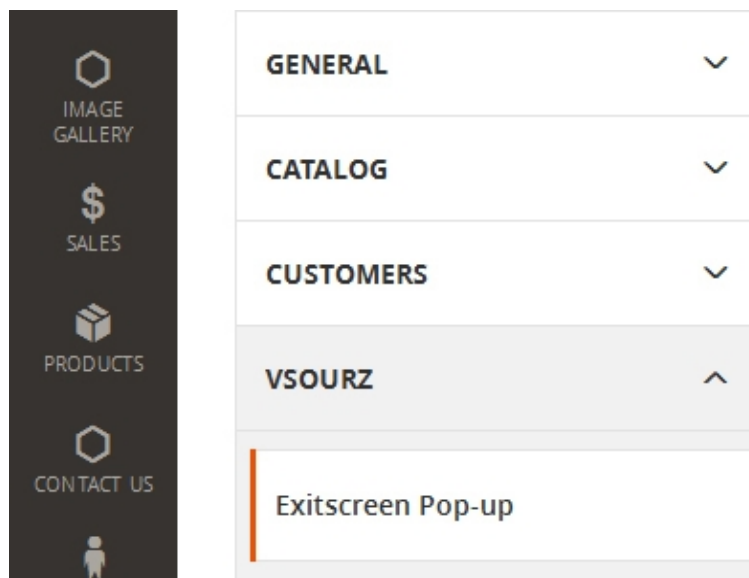 IMAGE
GALLERY
$
SALES
PRODUCTS
CONTACT US
GENERAL
CATALOG
CUSTOMERS
VSOURZ
Exitscreen Pop-up